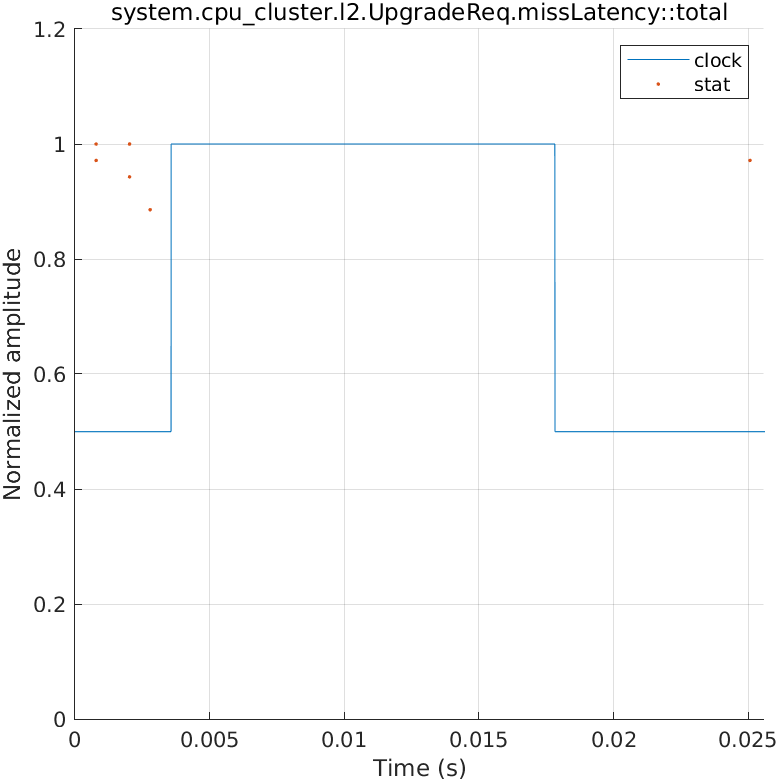 system.cpu_cluster.l2.UpgradeReq.missLatency::total
clock
stat
1.2
1
0.8
0.6
0.4
0.2
0
Normalized amplitude
0 0.005 0.01 0.015 0.02 0.025
Time (s)